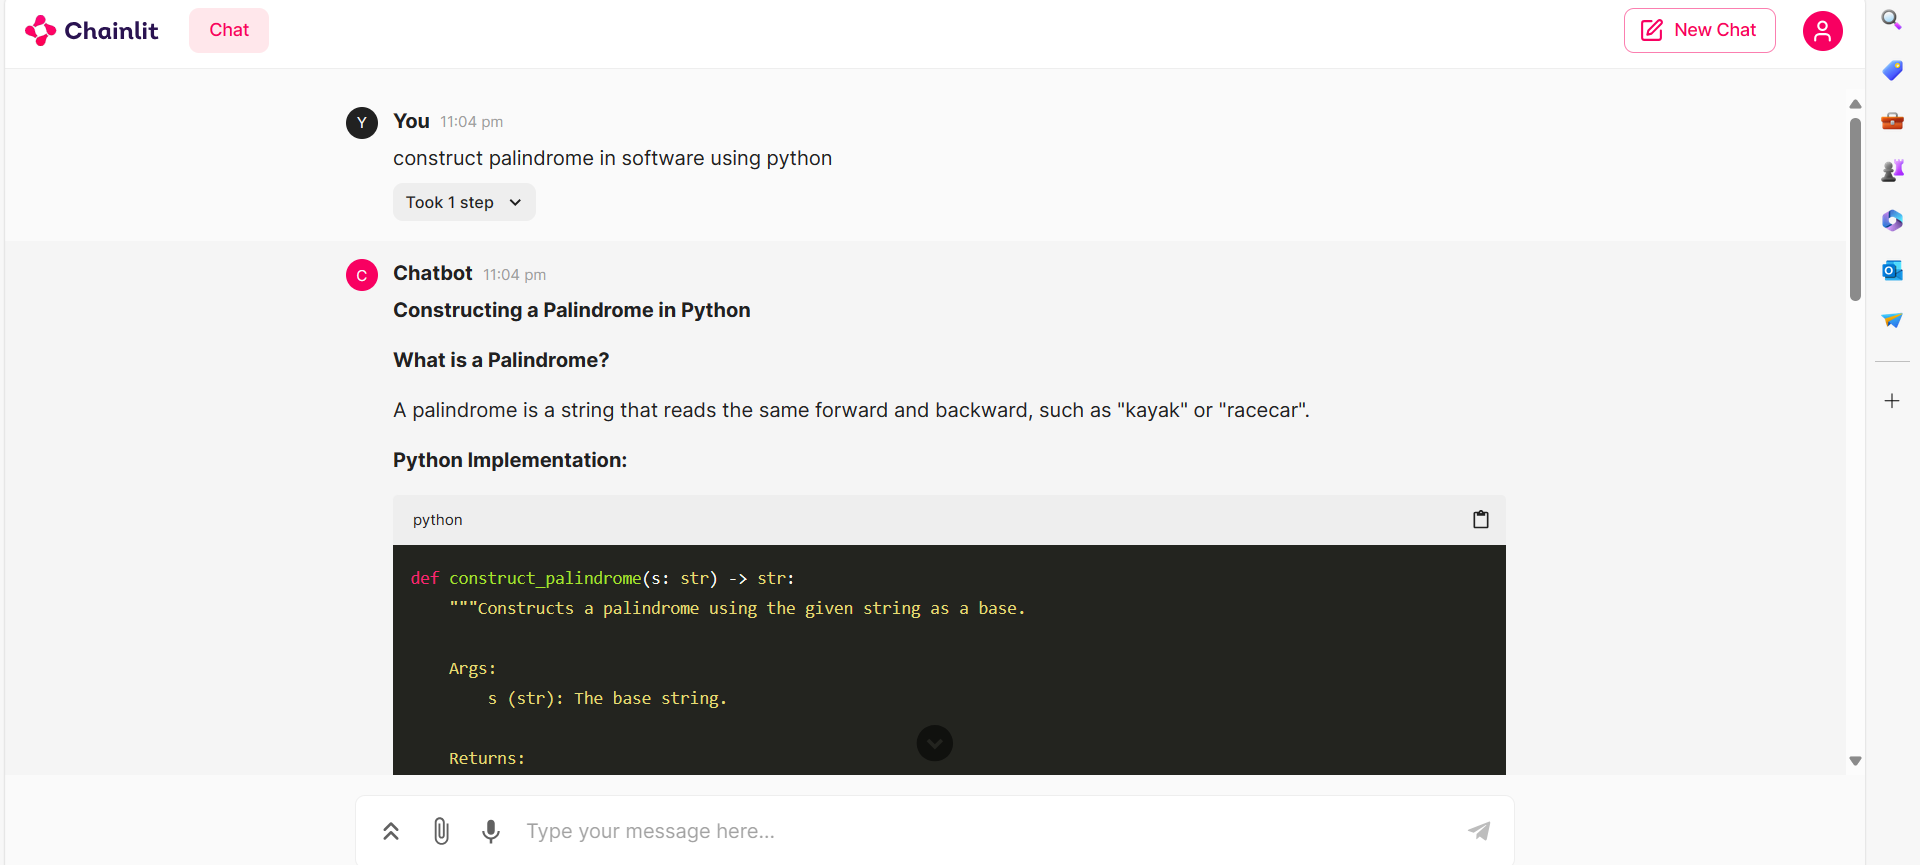 Chainlit
Chat
New Chat
Y
You 11:04 pm
construct palindrome in software using python
Took 1 step
C
Chatbot 11:04 pm
Constructing a Palindrome in Python
What is a Palindrome?
A palindrome is a string that reads the same forward and backward, such as "kayak" or "racecar".
Python Implementation:
python
def construct_palindrome(s: str) -> str:
    """Constructs a palindrome using the given string as a base.
    Args:
        s (str): The base string.
    Returns:
Type your message here...